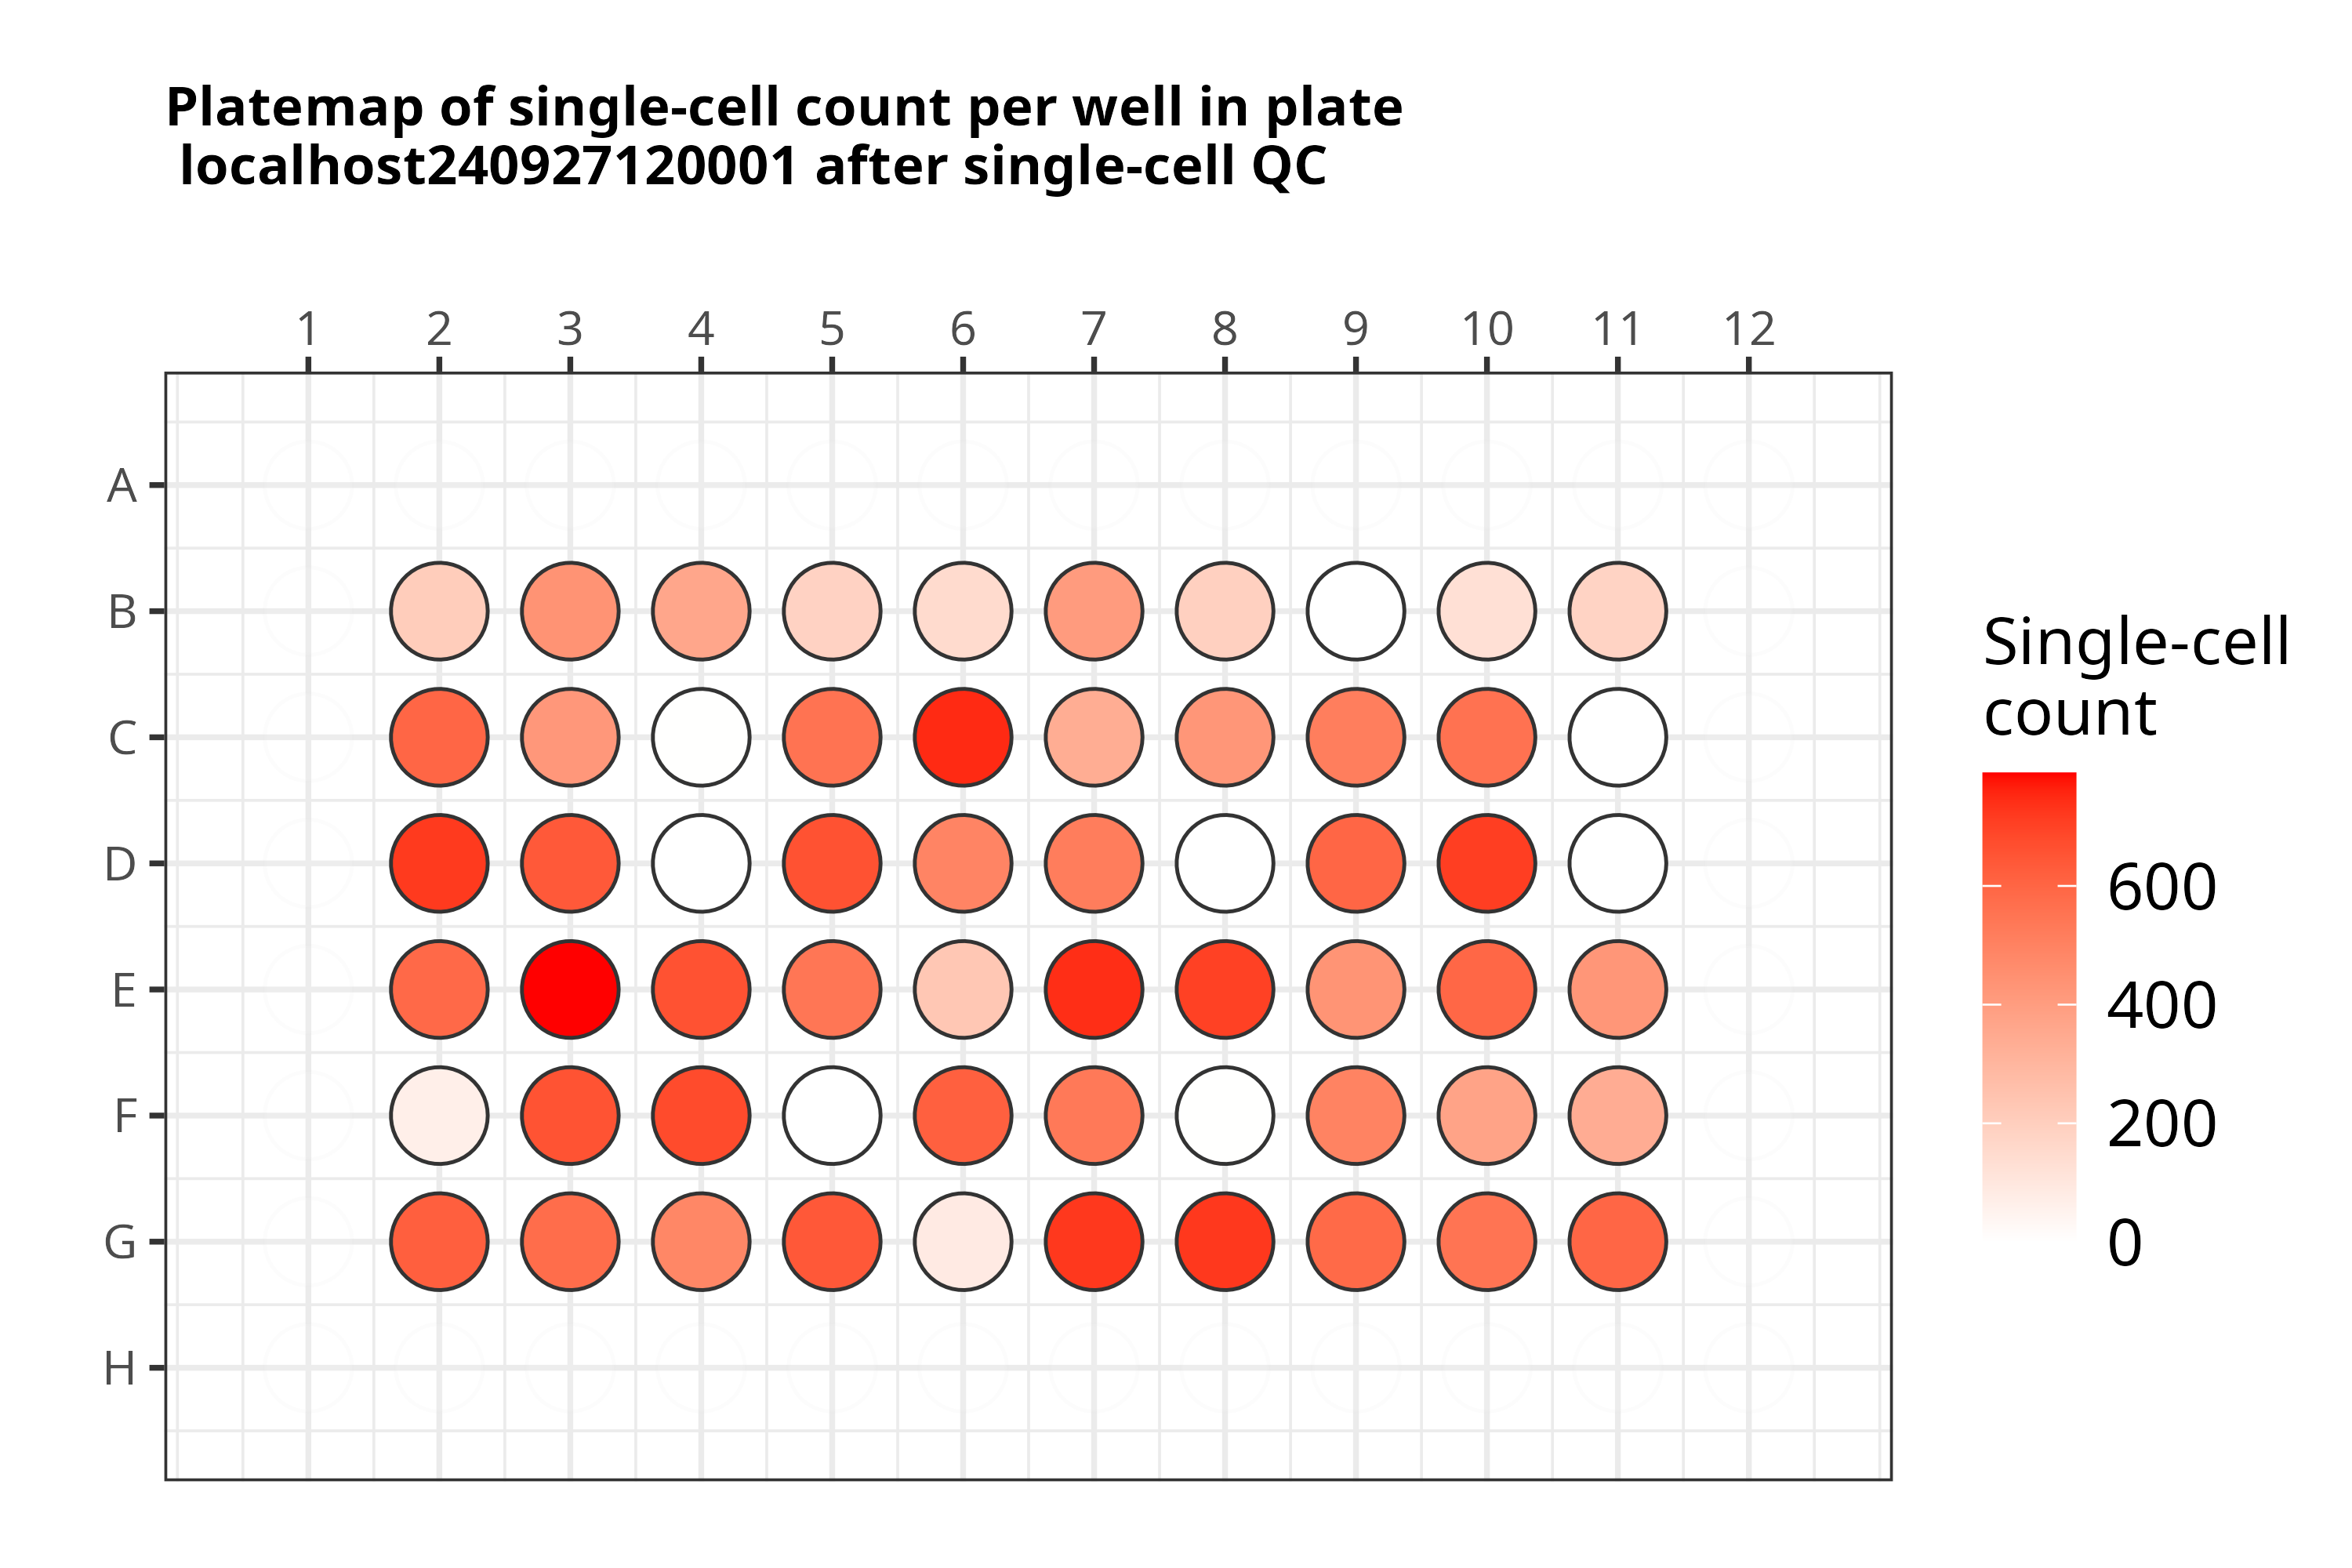 Platemap of single-cell count per well in plate
localhost240927120001 after single-cell QC
1 2 3 4 5 6 7 8 9 10 11 12
A
B
C
D
E
F
G
H
Single-cell
count
600
400
200
0